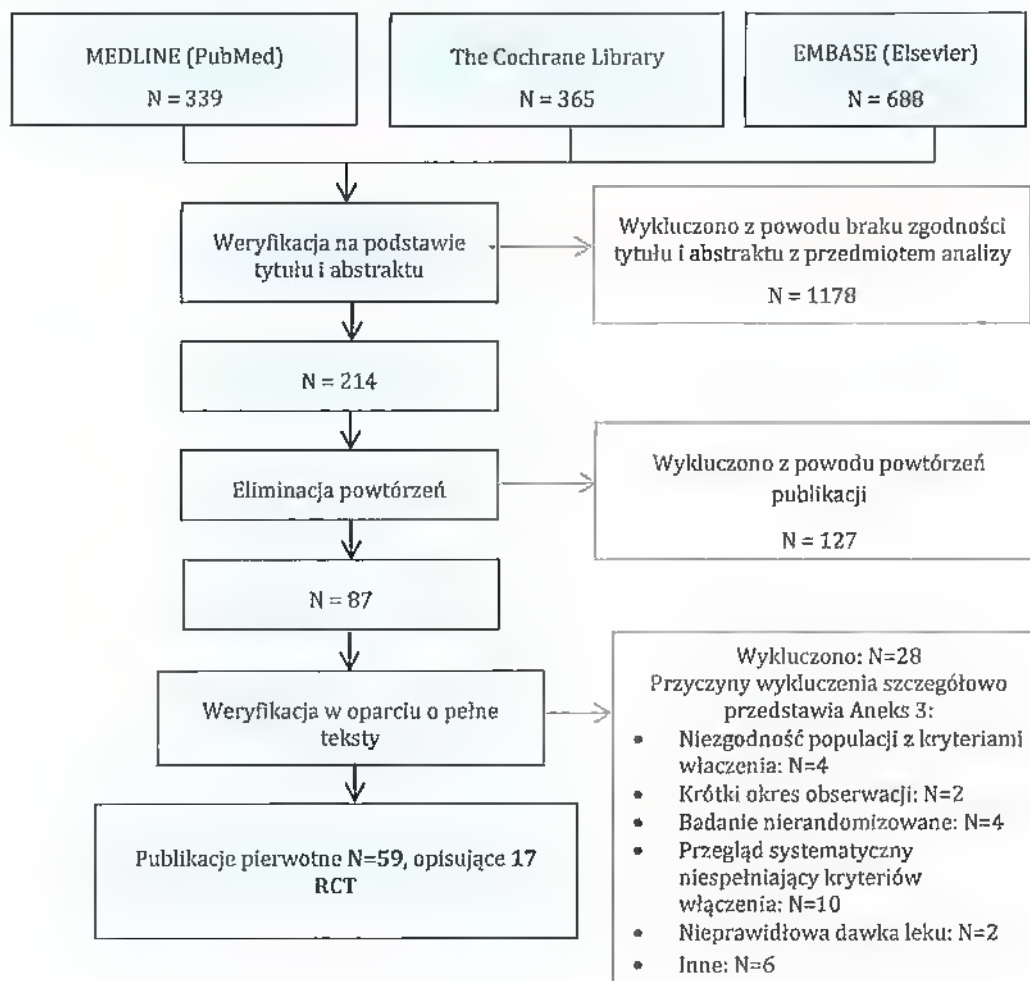 MEDLINE (PubMed)
N = 339
The Cochrane Library
N = 365
EMBASE (Elsevier)
N = 688
Weryfikacja na podstawie
tytułu i abstraktu
Wykluczono z powodu braku zgodności
tytułu i abstraktu z przedmiotem analizy
N = 1178
N = 214
Eliminacja powtórzeń
Wykluczono z powodu powtórzeń
publikacji
N = 127
N = 87
Weryfikacja w oparciu o pełne
teksty
Wykluczono: N=28
Przyczyny wykluczenia szczegółowo
przedstawia Aneks 3:
• Niezgodność populacji z kryteriami
włączenia: N=4
• Krótki okres obserwacji: N=2
• Badanie nierandomizowane: N=4
• Przegląd systematyczny
niespełniający kryteriów
włączenia: N=10
• Nieprawidłowa dawka leku: N=2
• Inne: N=6
Publikacje pierwotne N=59, opisujące 17
RCT